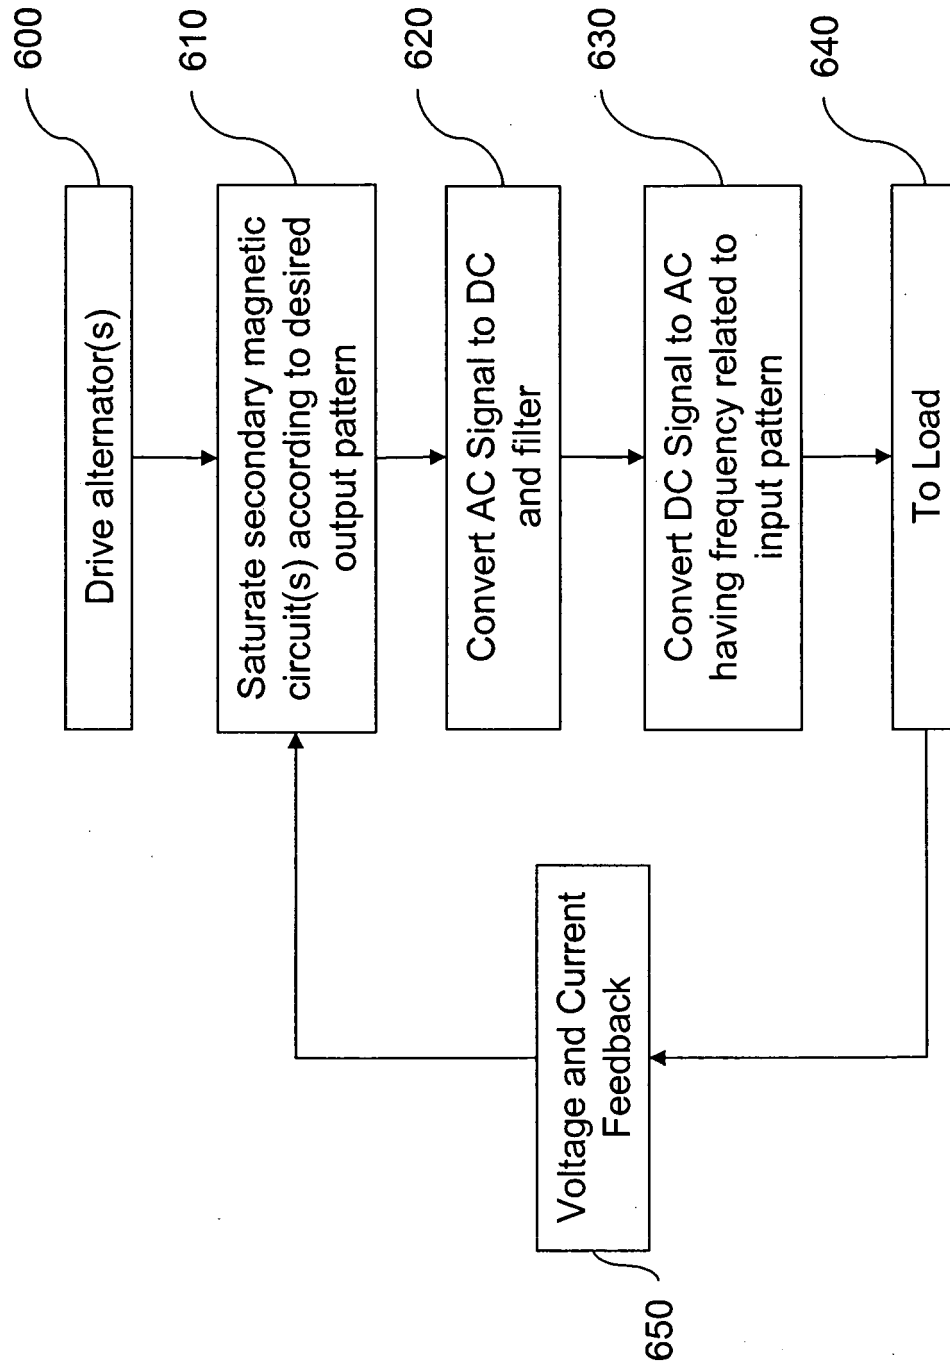 600
Drive alternator(s)
610
Saturate secondary magnetic
circuit(s) according to desired
output pattern
620
Convert AC Signal to DC
and filter
630
Convert DC Signal to AC
having frequency related to
input pattern
640
To Load
Voltage and Current
Feedback
650